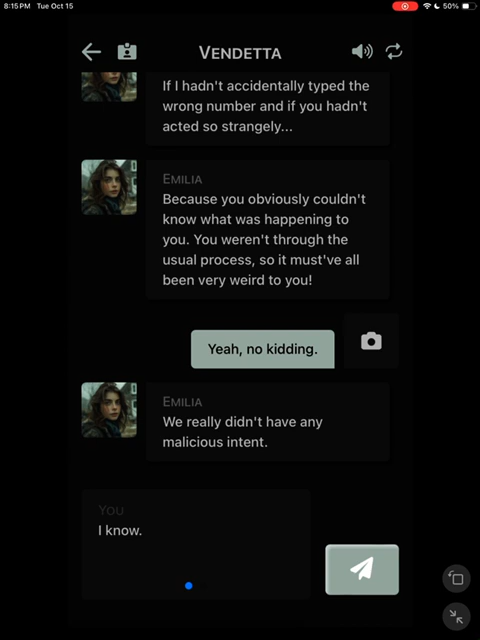 8:15 PM Tue Oct 15
50%
VENDETTA
If I hadn't accidentally typed the
wrong number and if you hadn't
acted so strangely...
EMILIA
Because you obviously couldn't
know what was happening to
you. You weren't through the
usual process, so it must've all
been very weird to you!
Yeah, no kidding.
EMILIA
We really didn't have any
malicious intent.
YOU
I know.